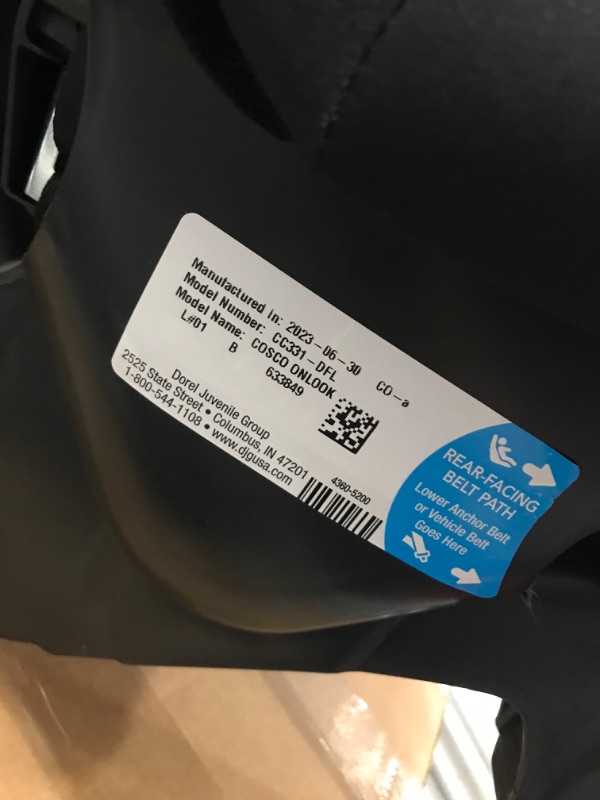 Manufactured In: 2023-06-30 CO-a
Model Number: CC331-DFL
Model Name: COSCO ONLOOK
L#01 B 633849
Dorel Juvenile Group
2525 State Street • Columbus, IN 47201
1-800-544-1108 • www.djgusa.com
4360-5200
REAR-FACING
BELT PATH
Lower Anchor Belt
or Vehicle Belt
Goes Here